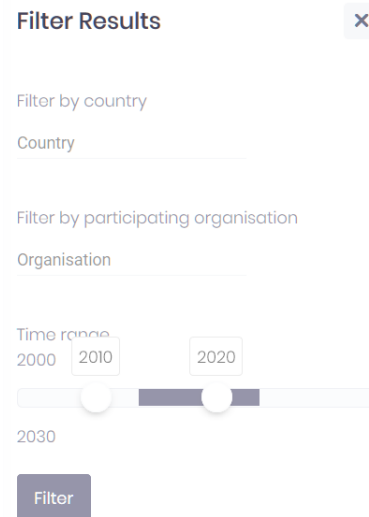 Filter Results
Filter by country
Country
Filter by participating organisation
Organisation
Time range
2000
2010
2020
2030
Filter